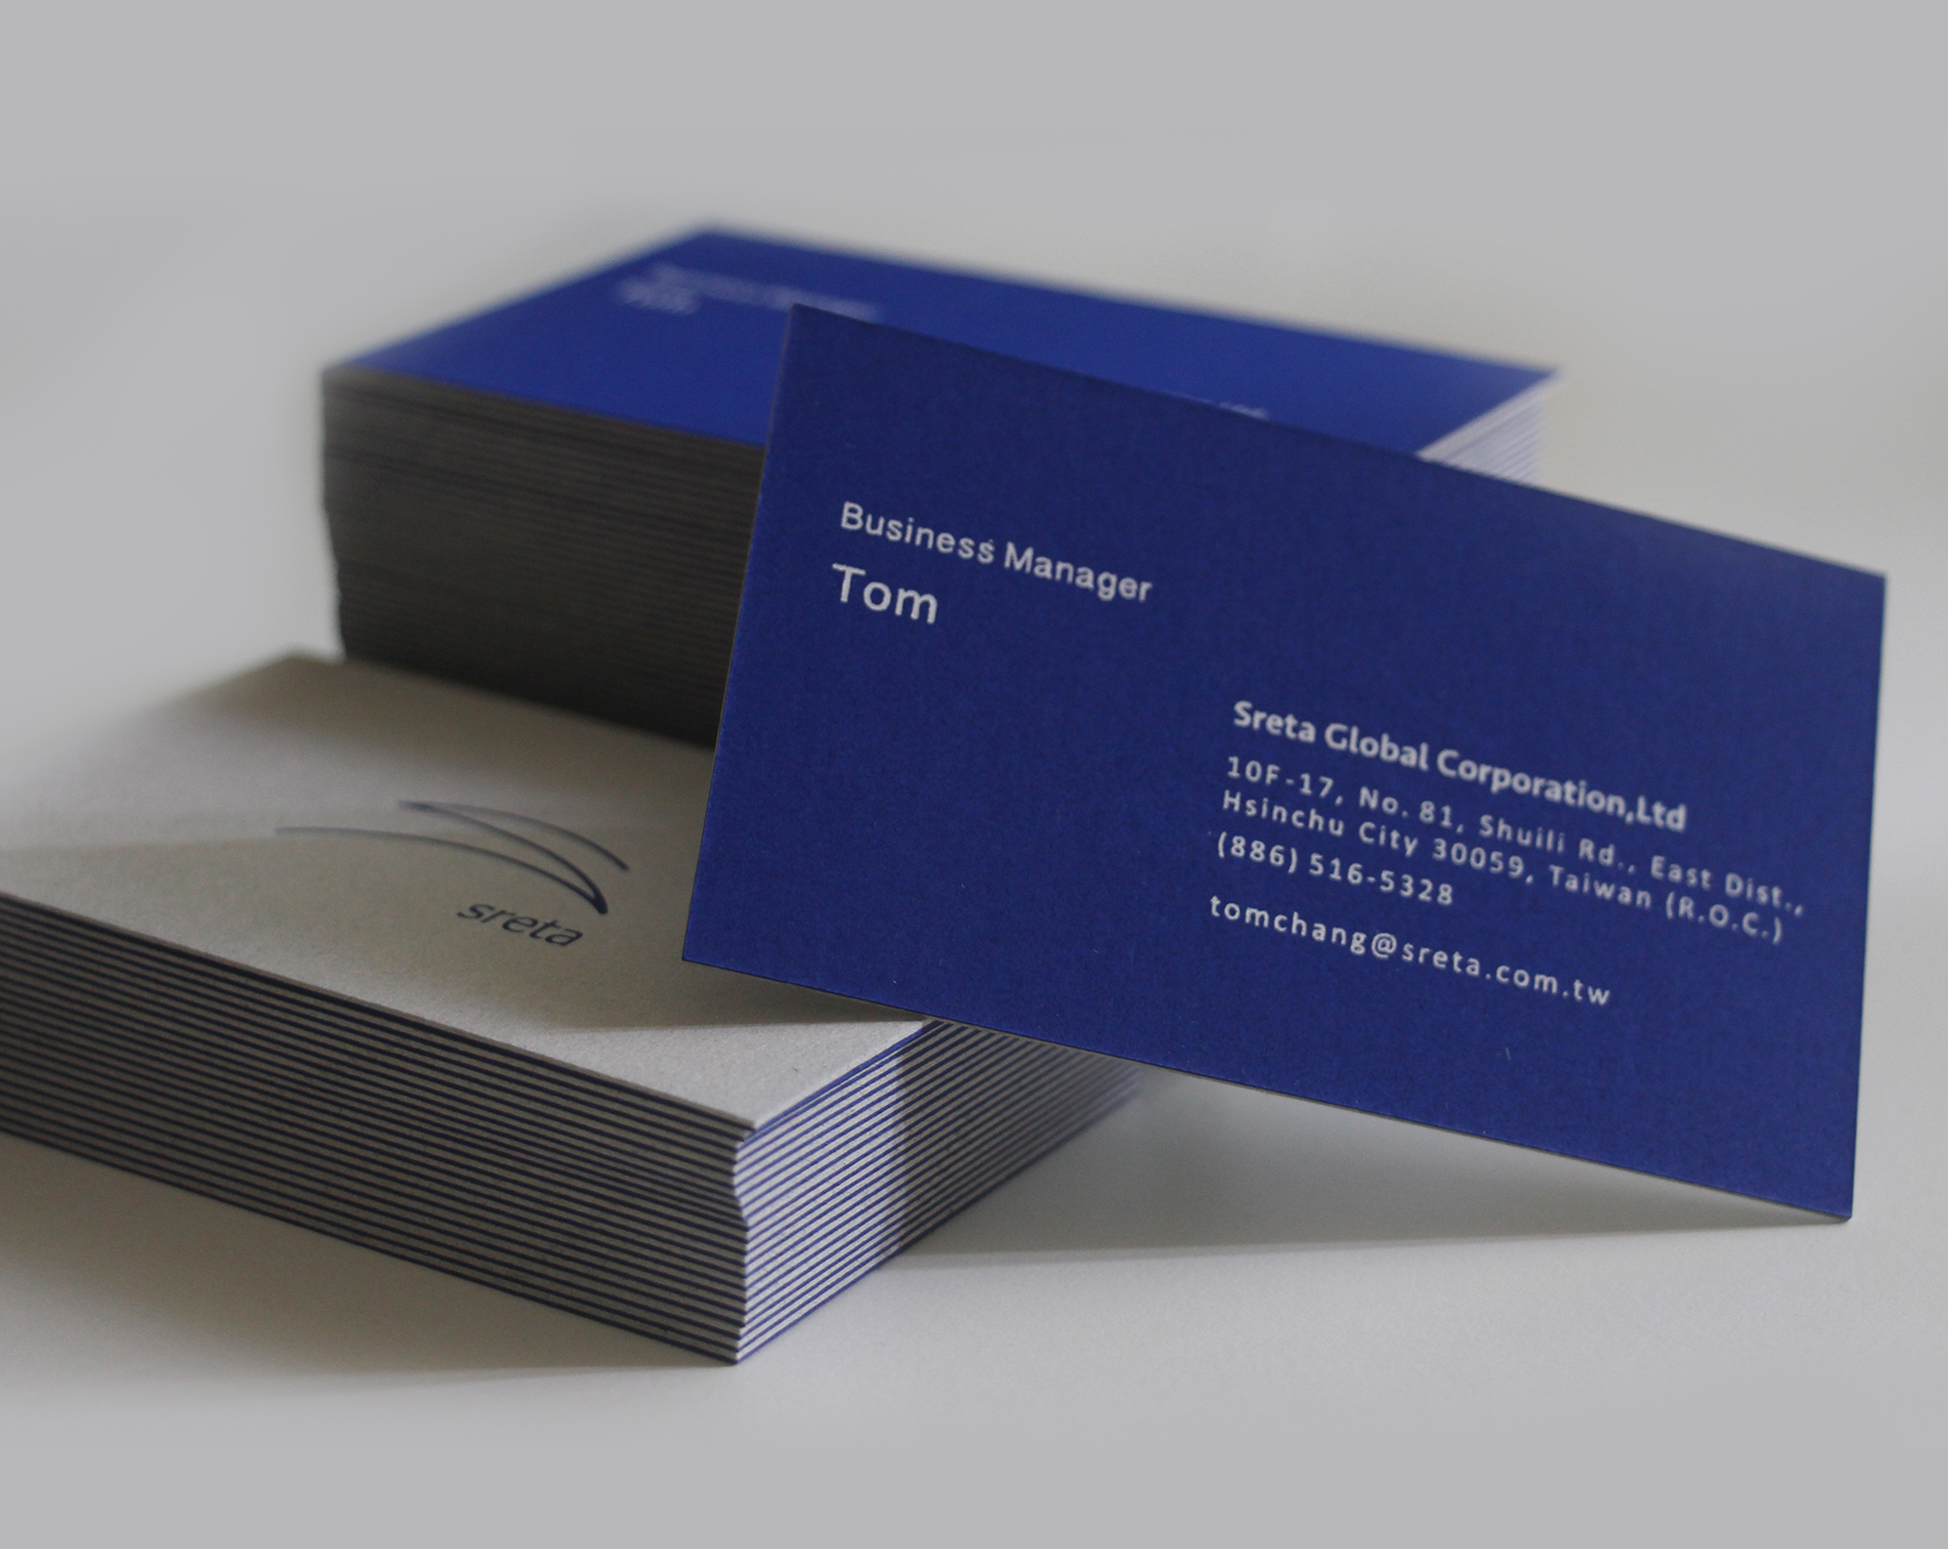 Business Manager
Tom
Sreta Global Corporation,Ltd
10F-17, No. 81, Shuili Rd., East Dist.,
Hsinchu City 30059, Taiwan (R.O.C.)
(886) 516-5328
tomchang@sreta.com.tw
sreta